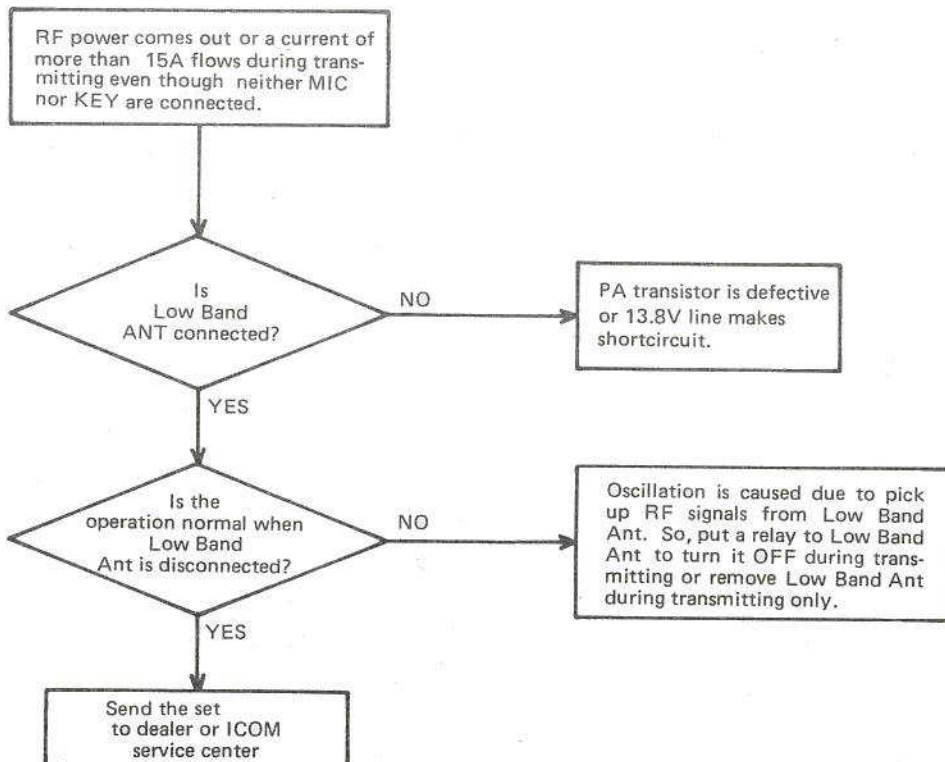 RF power comes out or a current of
more than 15A flows during trans-
mitting even though neither MIC
nor KEY are connected.
Is
Low Band
ANT connected?
NO
PA transistor is defective
or 13.8V line makes
shortcircuit.
YES
Is the
operation normal when
Low Band
Ant is disconnected?
NO
Oscillation is caused due to pick
up RF signals from Low Band
Ant. So, put a relay to Low Band
Ant to turn it OFF during trans-
mitting or remove Low Band Ant
during transmitting only.
YES
Send the set
to dealer or ICOM
service center